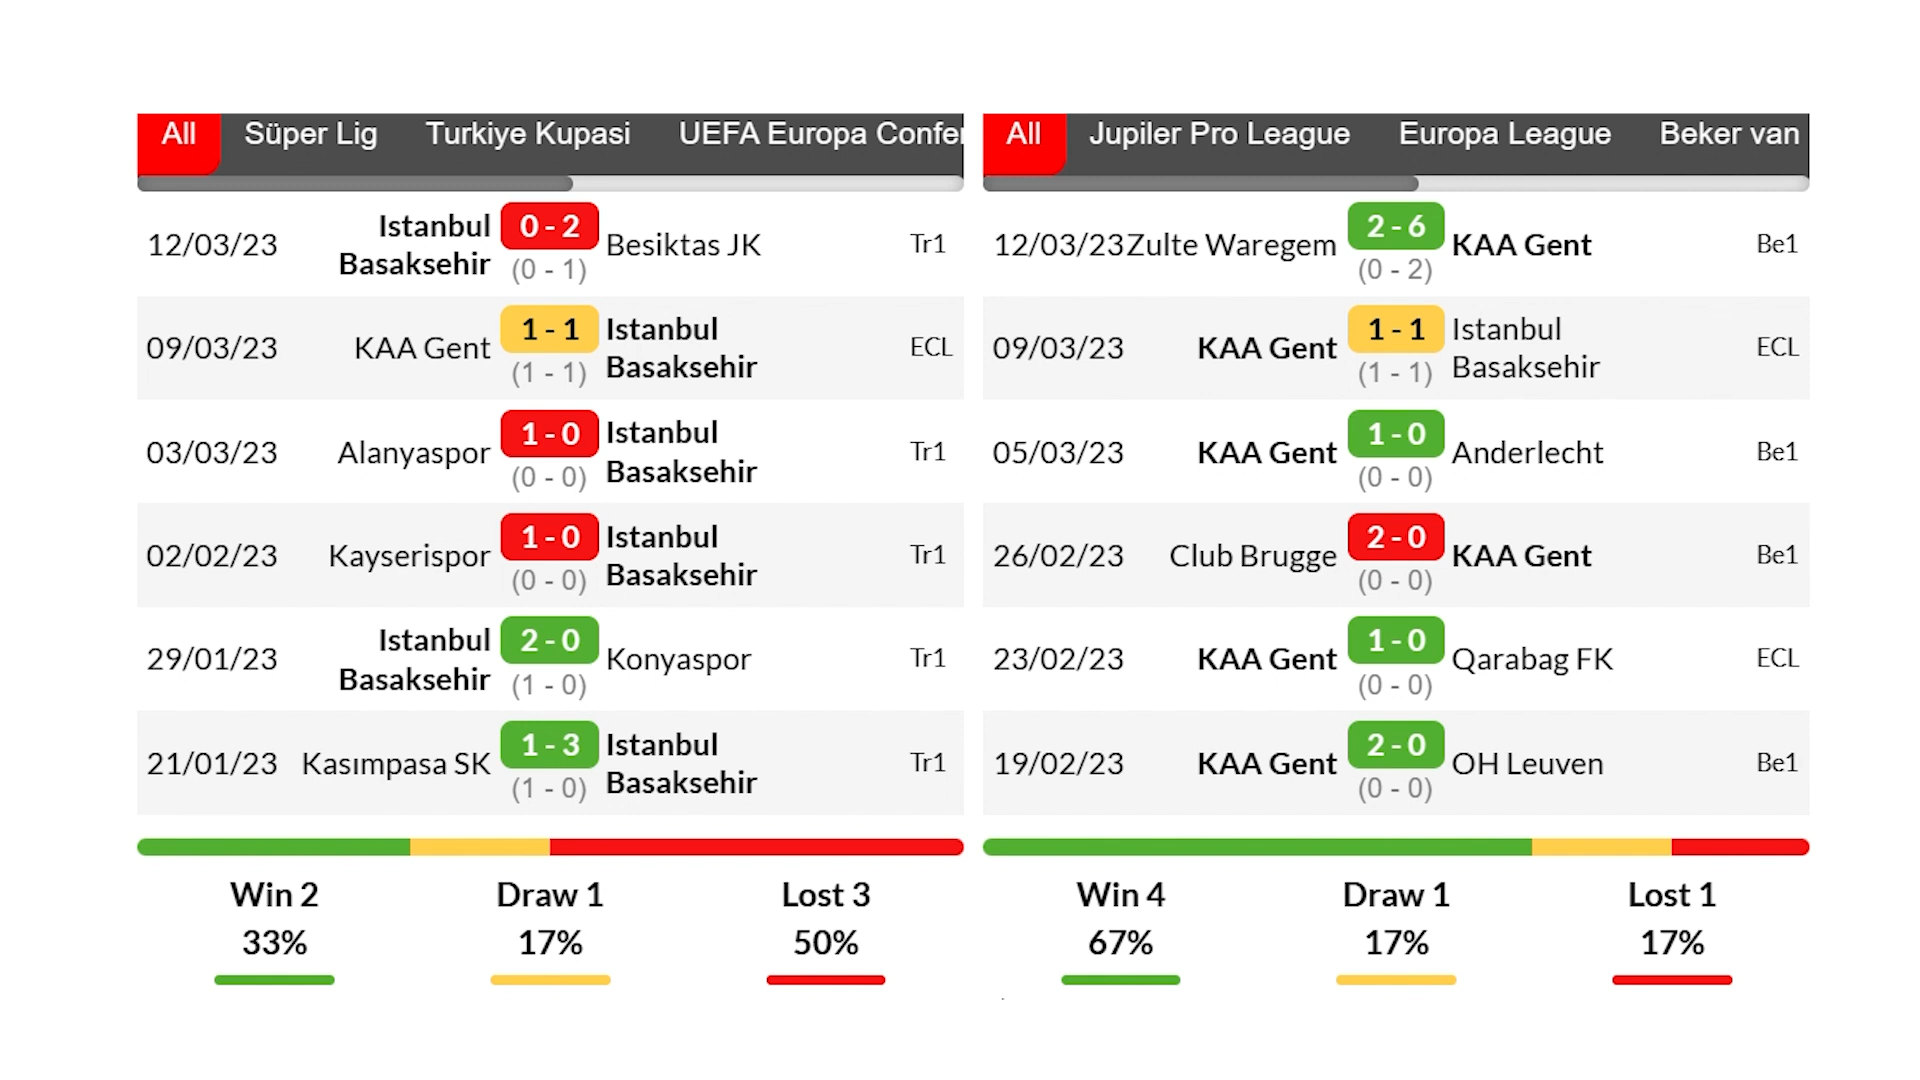 All Süper Lig Turkiye Kupasi UEFA Europa Confer
12/03/23 Istanbul Basaksehir 0 - 2 (0 - 1) Besiktas JK Tr1
09/03/23 KAA Gent 1 - 1 (1 - 1) Istanbul Basaksehir ECL
03/03/23 Alanyaspor 1 - 0 (0 - 0) Istanbul Basaksehir Tr1
02/02/23 Kayserispor 1 - 0 (0 - 0) Istanbul Basaksehir Tr1
29/01/23 Istanbul Basaksehir 2 - 0 (1 - 0) Konyaspor Tr1
21/01/23 Kasımpasa SK 1 - 3 (1 - 0) Istanbul Basaksehir Tr1
Win 2 Draw 1 Lost 3
33% 17% 50%
All Jupiler Pro League Europa League Beker van
12/03/23 Zulte Waregem 2 - 6 (0 - 2) KAA Gent Be1
09/03/23 KAA Gent 1 - 1 (1 - 1) Istanbul Basaksehir ECL
05/03/23 KAA Gent 1 - 0 (0 - 0) Anderlecht Be1
26/02/23 Club Brugge 2 - 0 (0 - 0) KAA Gent Be1
23/02/23 KAA Gent 1 - 0 (0 - 0) Qarabag FK ECL
19/02/23 KAA Gent 2 - 0 (0 - 0) OH Leuven Be1
Win 4 Draw 1 Lost 1
67% 17% 17%